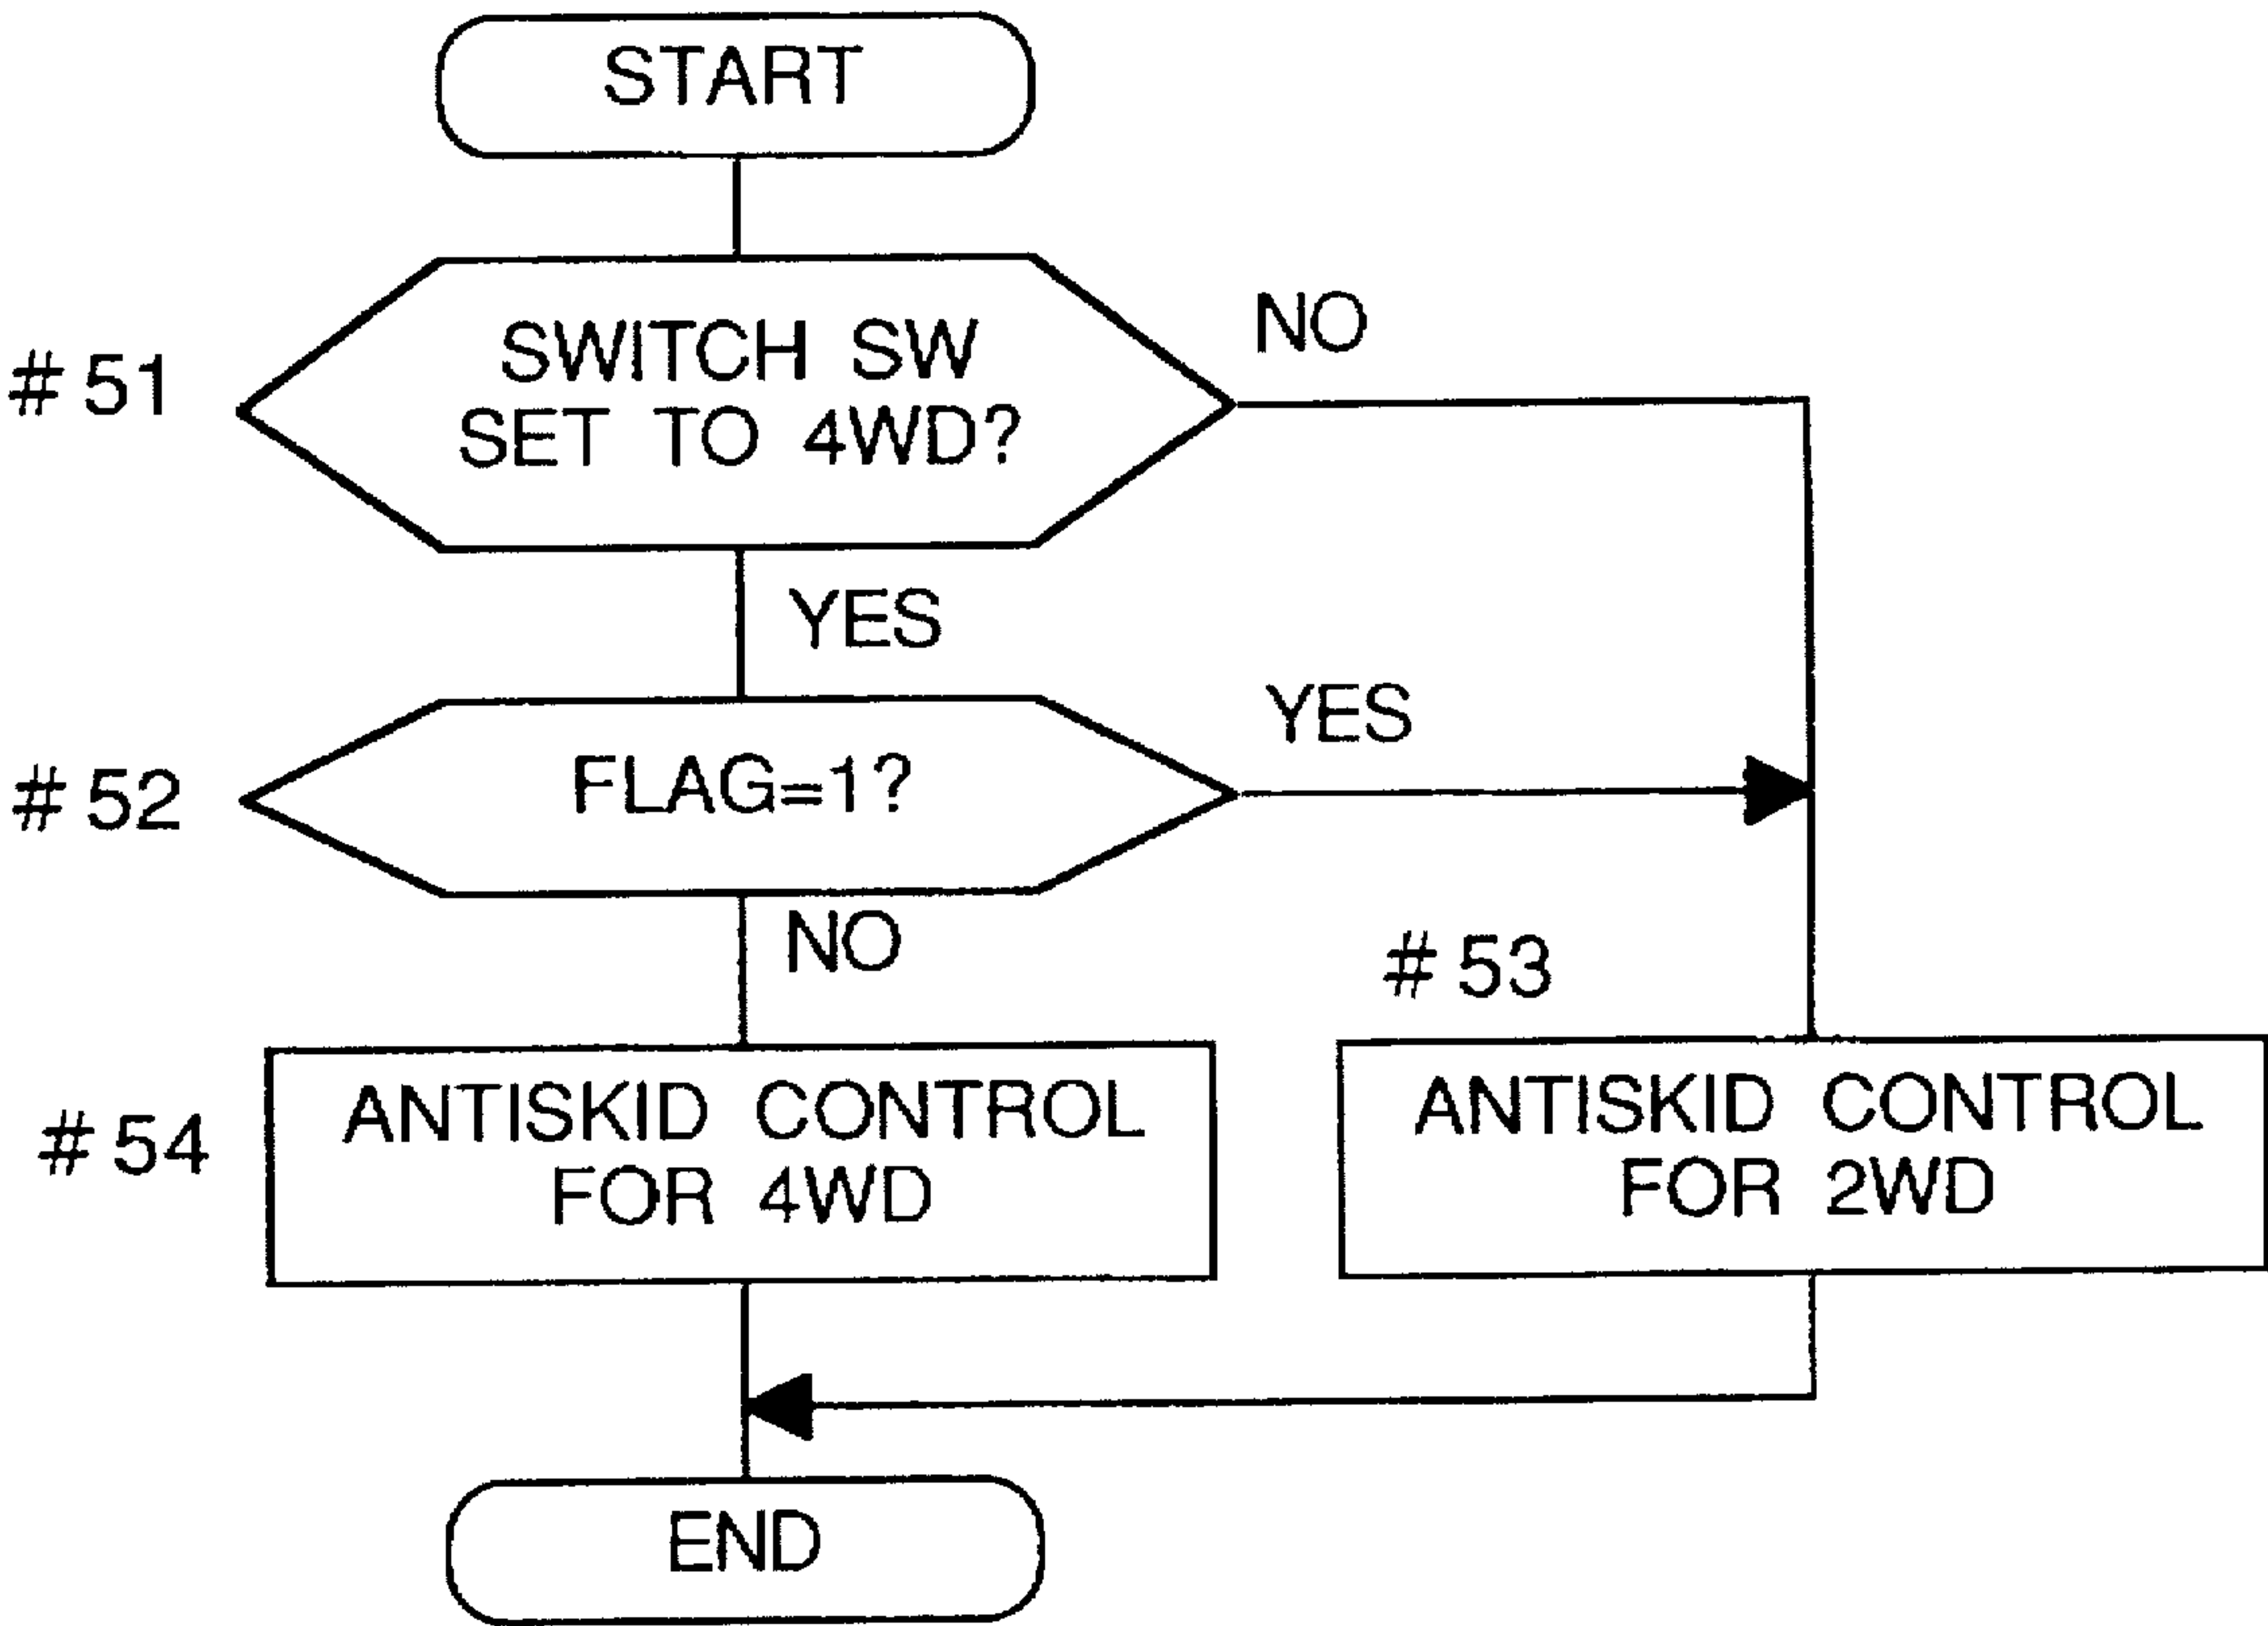 START
# 51
SWITCH SW
SET TO 4WD?
NO
YES
# 52
FLAG=1?
YES
NO
# 53
# 54
ANTISKID CONTROL
FOR 4WD
ANTISKID CONTROL
FOR 2WD
END